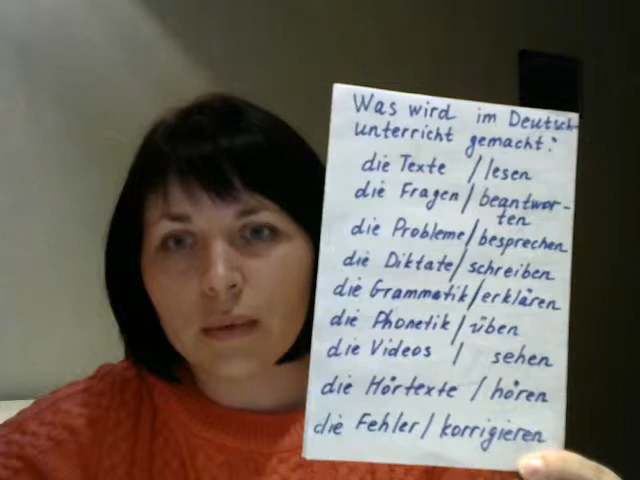 Was wird im Deutsch-
unterricht gemacht?
die Texte / lesen
die Fragen / beantwor-
ten
die Probleme / besprechen
die Diktate / schreiben
die Grammatik / erklären
die Phonetik / üben
die Videos / sehen
die Hörtexte / hören
die Fehler / korrigieren